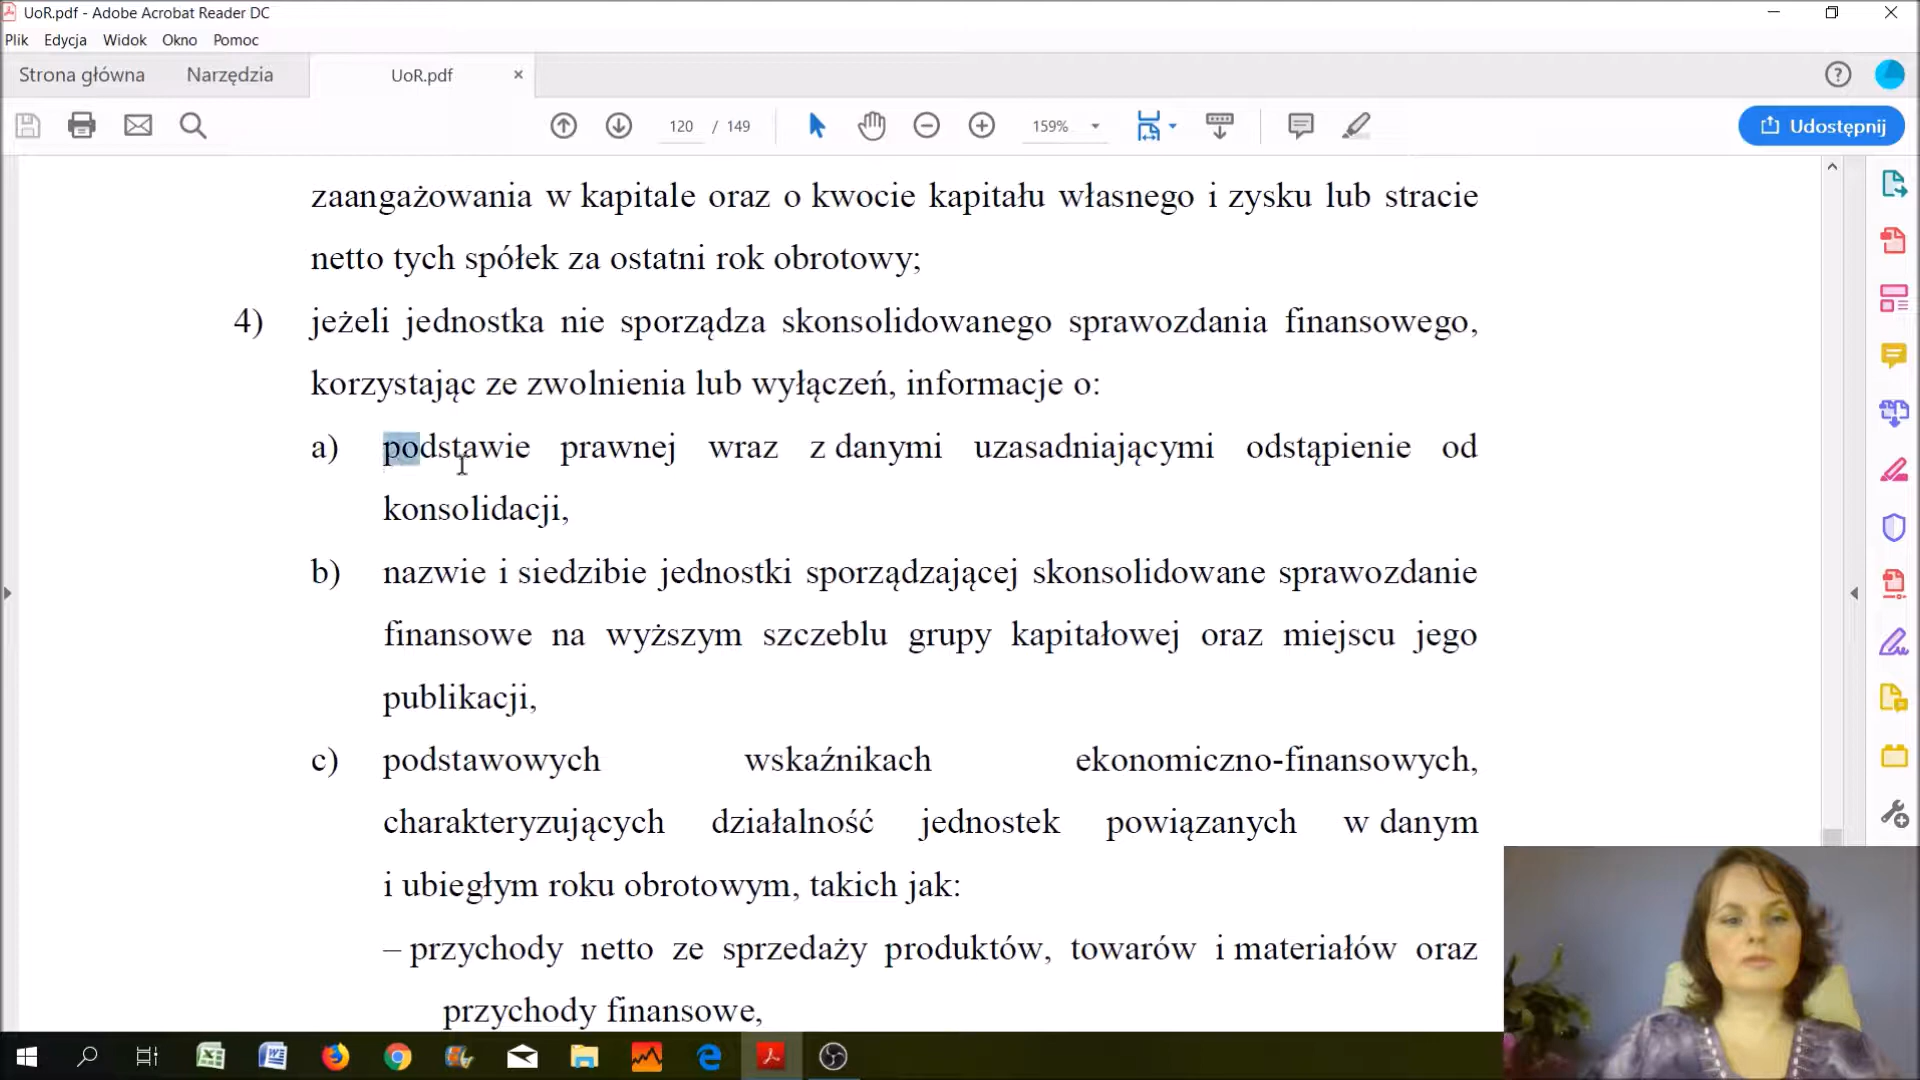 UoR.pdf - Adobe Acrobat Reader DC
Plik Edycja Widok Okno Pomoc
Strona główna Narzędzia UoR.pdf
120 / 149 159% Udostępnij
zaangażowania w kapitale oraz o kwocie kapitału własnego i zysku lub stracie
netto tych spółek za ostatni rok obrotowy;
4) jeżeli jednostka nie sporządza skonsolidowanego sprawozdania finansowego,
korzystając ze zwolnienia lub wyłączeń, informacje o:
a) podstawie prawnej wraz z danymi uzasadniającymi odstąpienie od
konsolidacji,
b) nazwie i siedzibie jednostki sporządzającej skonsolidowane sprawozdanie
finansowe na wyższym szczeblu grupy kapitałowej oraz miejscu jego
publikacji,
c) podstawowych wskaźnikach ekonomiczno-finansowych,
charakteryzujących działalność jednostek powiązanych w danym
i ubiegłym roku obrotowym, takich jak:
– przychody netto ze sprzedaży produktów, towarów i materiałów oraz
przychody finansowe,